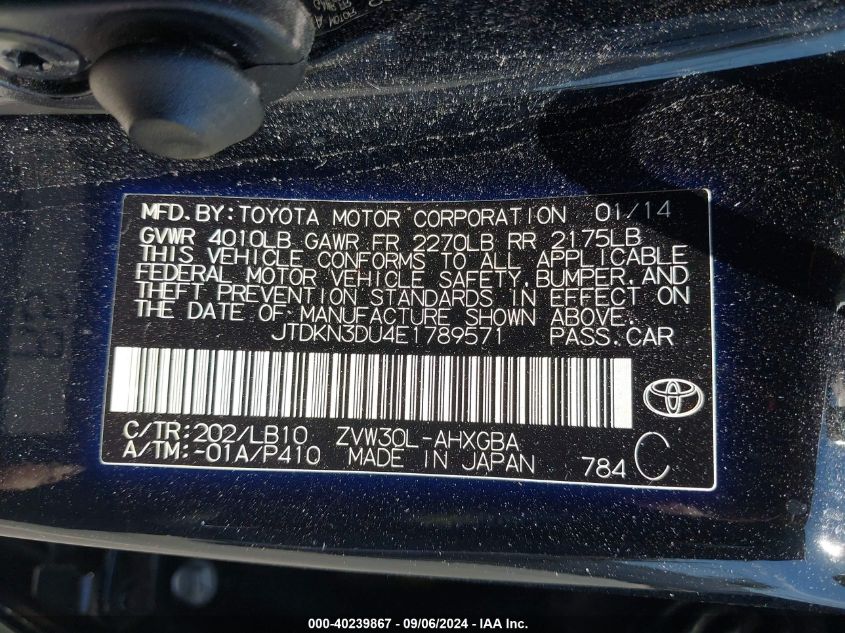 MFD. BY: TOYOTA MOTOR CORPORATION 01/14
GVWR 4010LB GAWR FR 2270LB RR 2175LB
THIS VEHICLE CONFORMS TO ALL APPLICABLE
FEDERAL MOTOR VEHICLE SAFETY, BUMPER, AND
THEFT PREVENTION STANDARDS IN EFFECT ON
THE DATE OF MANUFACTURE SHOWN ABOVE.
JTDKN3DU4E1789571 PASS. CAR
C/TR: 202/LB10 ZVW30L-AHXGBA
A/TM: -01A/P410 MADE IN JAPAN 784 C
000-40239867 - 09/06/2024 - IAA Inc.